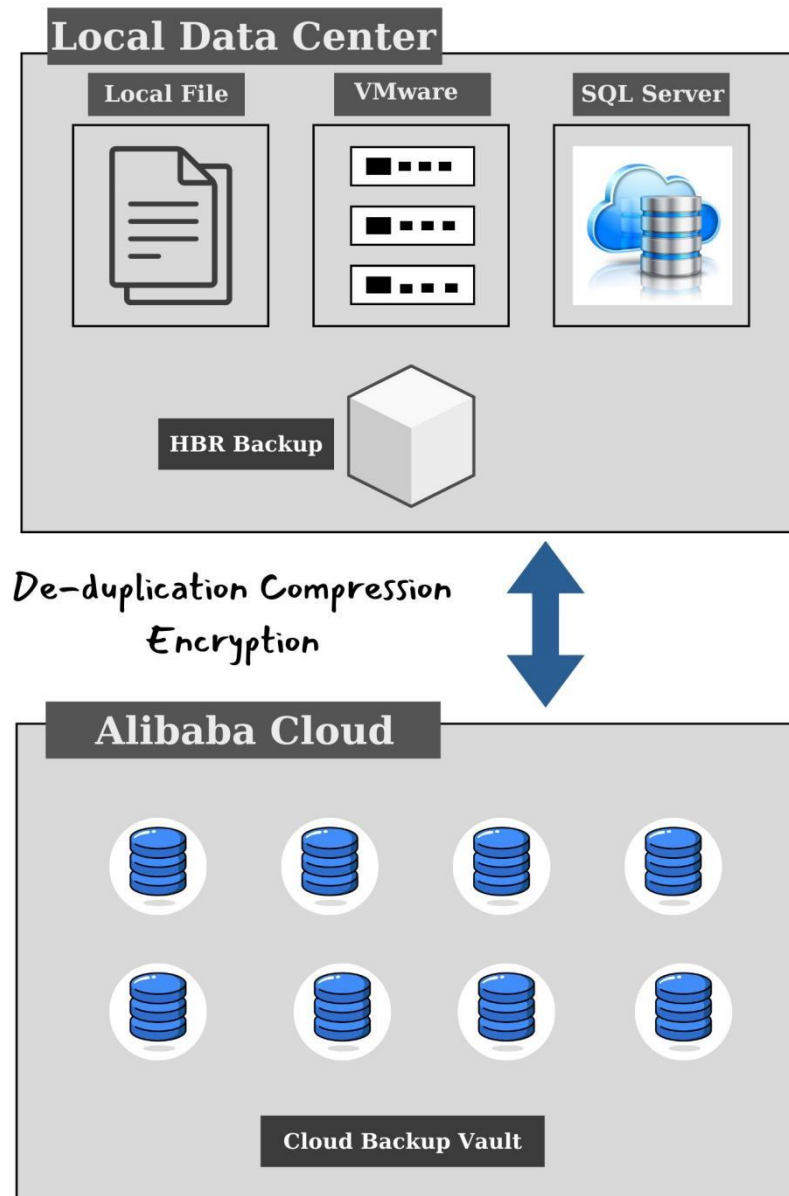 Local Data Center
Local File
VMware
SQL Server
HBR Backup
De-duplication Compression
Encryption
Alibaba Cloud
Cloud Backup Vault